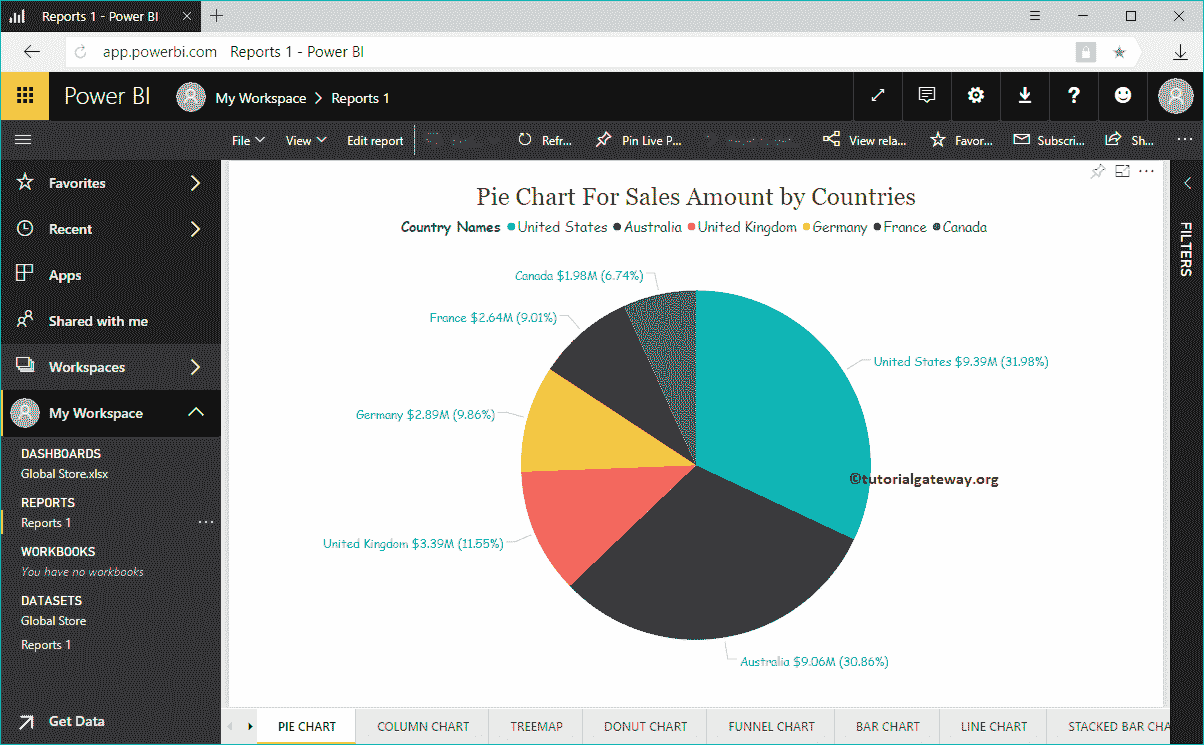 Reports 1 - Power BI
app.powerbi.com Reports 1 - Power BI
Power BI My Workspace > Reports 1
File View Edit report Refr... Pin Live P... View rela... Favor... Subscri... Sh...
Favorites
Recent
Apps
Shared with me
Workspaces
My Workspace
DASHBOARDS
Global Store.xlsx
REPORTS
Reports 1
WORKBOOKS
You have no workbooks
DATASETS
Global Store
Reports 1
Get Data
Pie Chart For Sales Amount by Countries
Country Names United States Australia United Kingdom Germany France Canada
Canada $1.98M (6.74%)
France $2.64M (9.01%)
United States $9.39M (31.98%)
Germany $2.89M (9.86%)
©tutorialgateway.org
United Kingdom $3.39M (11.55%)
Australia $9.06M (30.86%)
FILTERS
PIE CHART COLUMN CHART TREEMAP DONUT CHART FUNNEL CHART BAR CHART LINE CHART STACKED BAR CHA